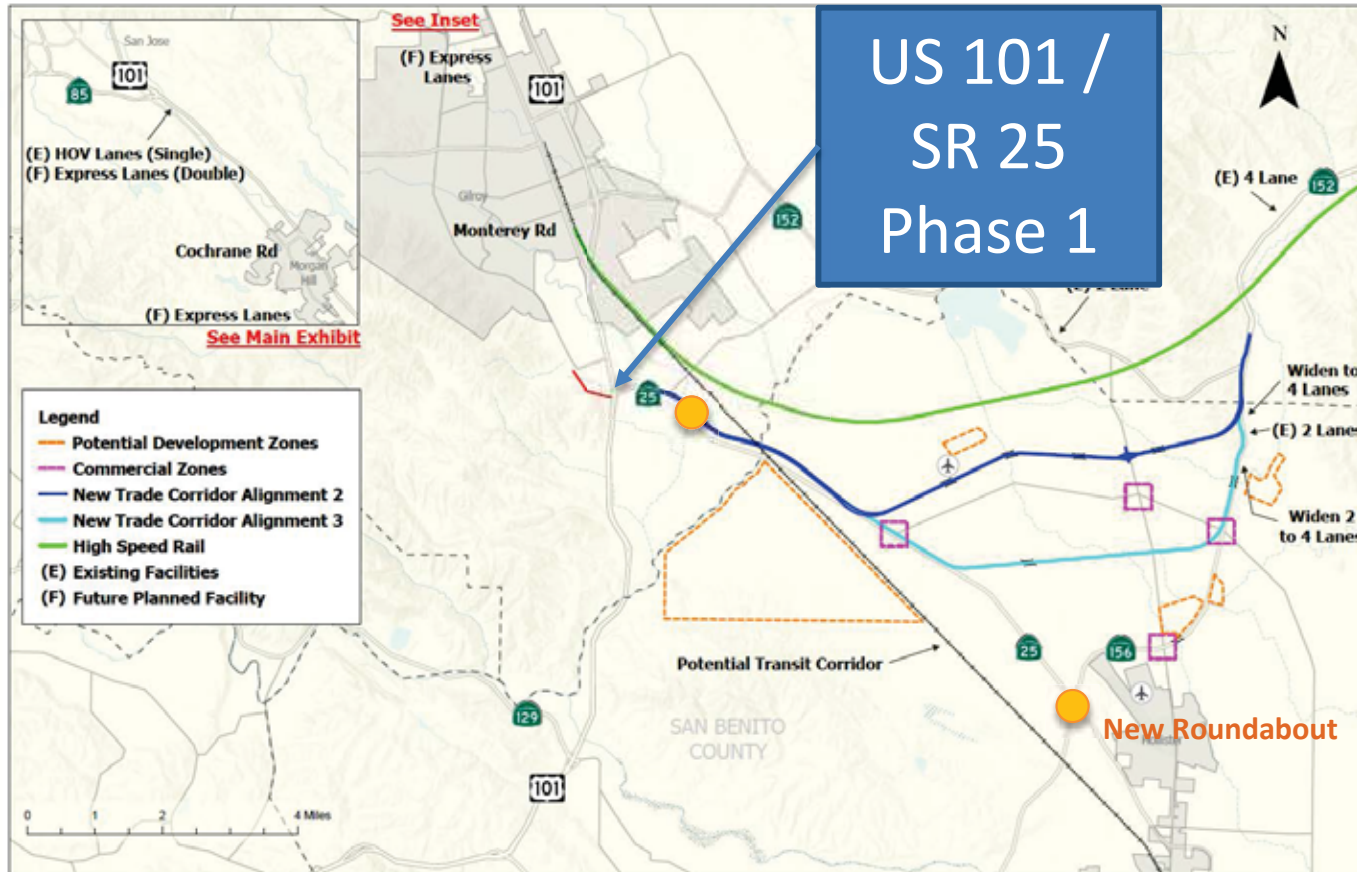 See Inset
(F) Express
Lanes
San Jose
101
85
(E) HOV Lanes (Single)
(F) Express Lanes (Double)
Cochrane Rd
Morgan
Hill
(F) Express Lanes
See Main Exhibit
101
US 101 /
SR 25
Phase 1
N
(E) 4 Lane
152
152
Gilroy
Monterey Rd
25
Widen to
4 Lanes
(E) 2 Lanes
Widen 2
to 4 Lanes
Legend
Potential Development Zones
Commercial Zones
New Trade Corridor Alignment 2
New Trade Corridor Alignment 3
High Speed Rail
(E) Existing Facilities
(F) Future Planned Facility
Potential Transit Corridor
25
156
129
SAN BENITO
COUNTY
New Roundabout
101
0 1 2 4 Miles